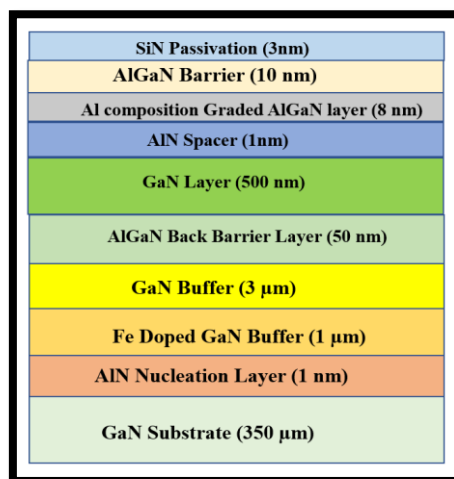 SiN Passivation (3nm)
AlGaN Barrier (10 nm)
Al composition Graded AlGaN layer (8 nm)
AlN Spacer (1nm)
GaN Layer (500 nm)
AlGaN Back Barrier Layer (50 nm)
GaN Buffer (3 µm)
Fe Doped GaN Buffer (1 µm)
AlN Nucleation Layer (1 nm)
GaN Substrate (350 µm)